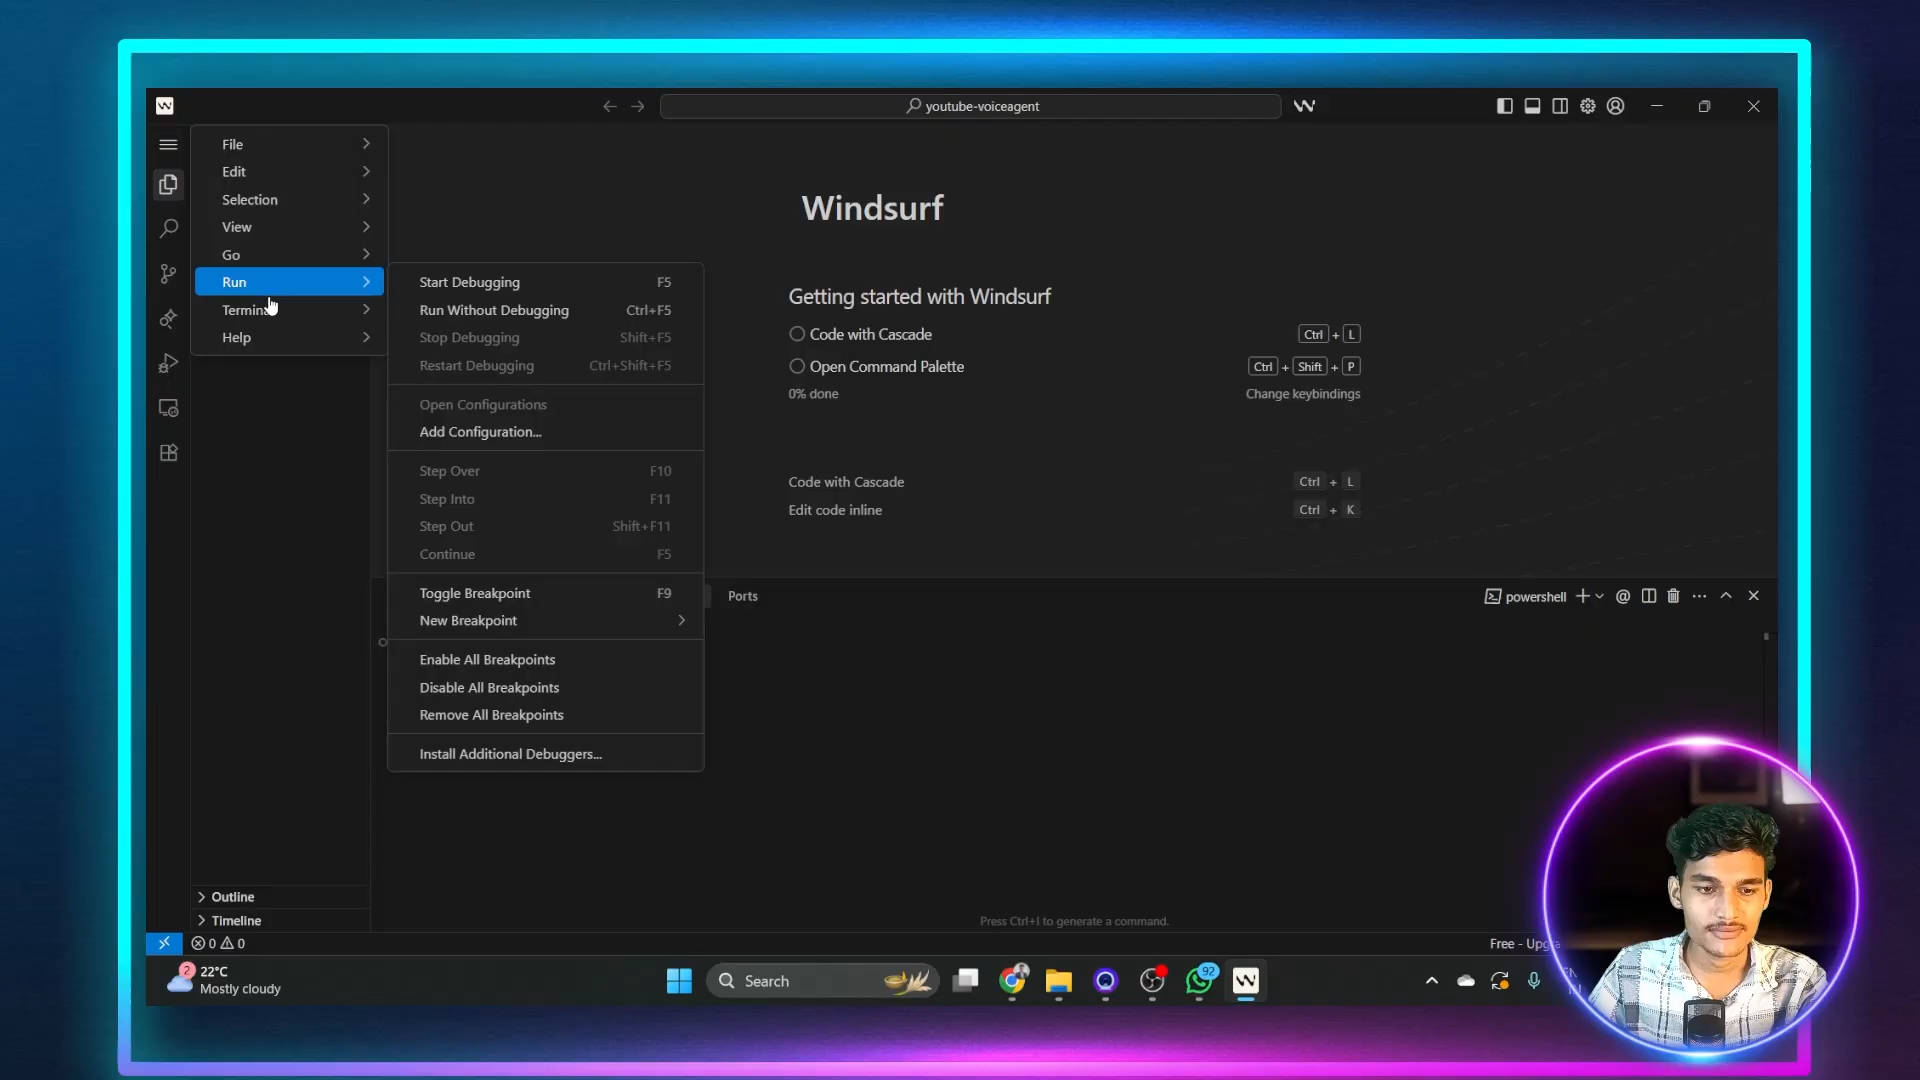 youtube-voiceagent
File
Edit
Selection
View
Go
Run
Help
Start Debugging F5
Run Without Debugging Ctrl+F5
Stop Debugging Shift+F5
Restart Debugging Ctrl+Shift+F5
Open Configurations
Add Configuration...
Step Over F10
Step Into F11
Step Out Shift+F11
Continue F5
Toggle Breakpoint F9
New Breakpoint
Enable All Breakpoints
Disable All Breakpoints
Remove All Breakpoints
Install Additional Debuggers...
Windsurf
Getting started with Windsurf
Code with Cascade Ctrl + L
Open Command Palette Ctrl + Shift + P
0% done Change keybindings
Code with Cascade Ctrl + L
Edit code inline Ctrl + K
Ports
powershell
Press Ctrl+I to generate a command.
Outline
Timeline
0 0
Free -
2
22°C
Mostly cloudy
Search
92